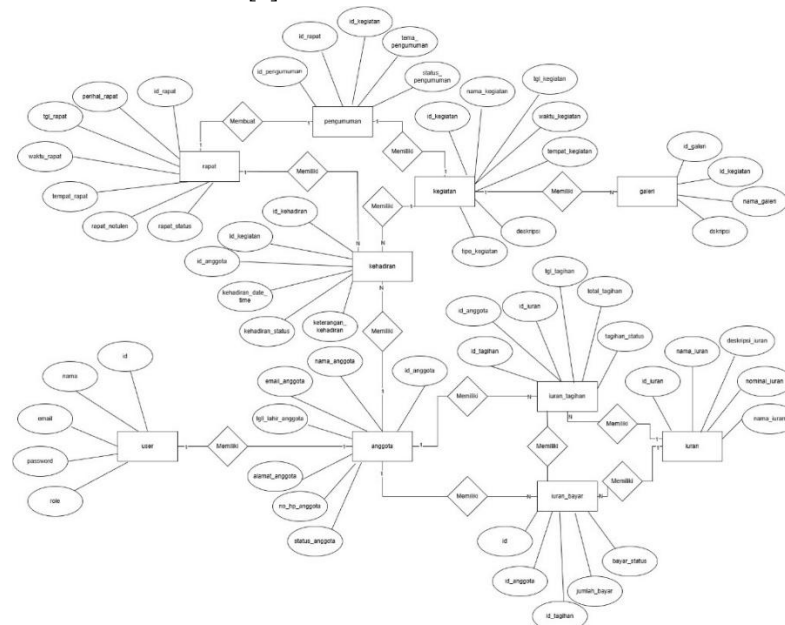 id_kegiatan
id_rapat
tema_
pengumuman
id_pengumuman
status_
pengumuman
tgl_kegiatan
nama_kegiatan
id_rapat
perihal_rapat
id_kegiatan
waktu_kegiatan
Membuat
pengumuman
tgl_rapat
Memiliki
tempat_kegiatan
id_galeri
waktu_rapat
rapat
id_kegiatan
Memiliki
kegiatan
Memiliki
N
galeri
tempat_rapat
nama_galeri
id_kehadiran
Memiliki
rapat_notulen
rapat_status
deskripsi
id_kegiatan
N
N
tipo_kegiatan
id_anggota
kehadiran
tgl_tagihan
kehadiran_date_
time
N
id_anggota
id_iuran
total_tagihan
kehadiran_status
keterangan_
kehadiran
Memiliki
deskripsi_iuran
id
nama_anggota
id_tagihan
tagihan_status
nama_iuran
nama
email_anggota
id_anggota
id_iuran
nominal_iuran
Memiliki
N
iuran_tagihan
email
N
Memiliki
nama_iuran
user
Memiliki
anggota
iuran
Memiliki
password
alamat_anggota
Memiliki
Memiliki
N
iuran_bayar
N
role
no_hp_anggota
id
status_anggota
bayar_status
id_anggota
jumlah_bayar
id_tagihan